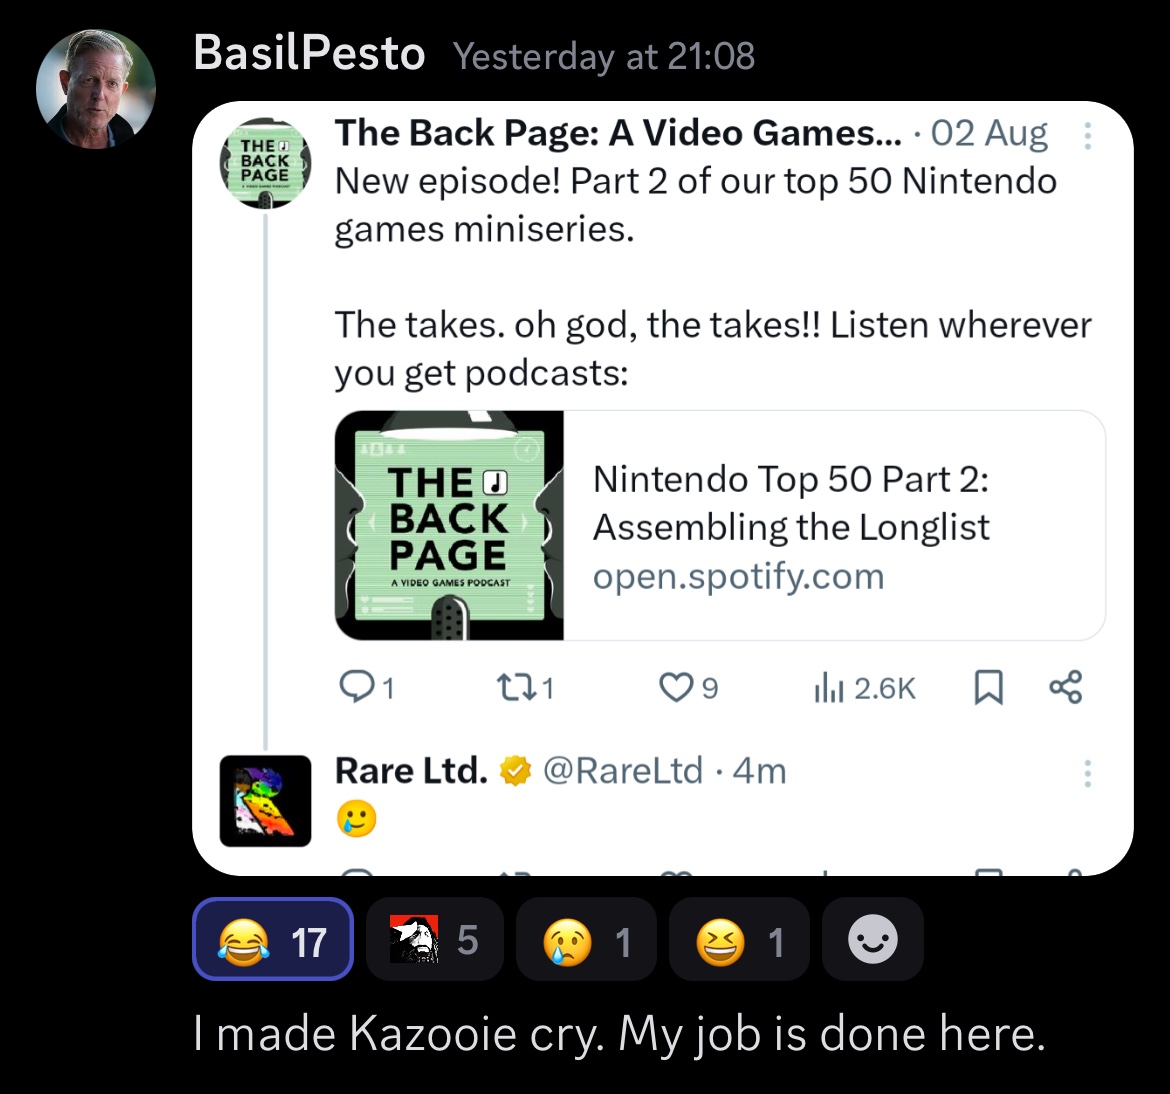 BasilPesto Yesterday at 21:08
THE
BACK
PAGE
A VIDEO GAMES PODCAST
The Back Page: A Video Games... · 02 Aug
New episode! Part 2 of our top 50 Nintendo
games miniseries.
The takes. oh god, the takes!! Listen wherever
you get podcasts:
THE
BACK
PAGE
A VIDEO GAMES PODCAST
Nintendo Top 50 Part 2:
Assembling the Longlist
open.spotify.com
1 1 9 2.6K
Rare Ltd. @RareLtd · 4m
🥲
😂 17 5 😢 1 😆 1
I made Kazooie cry. My job is done here.